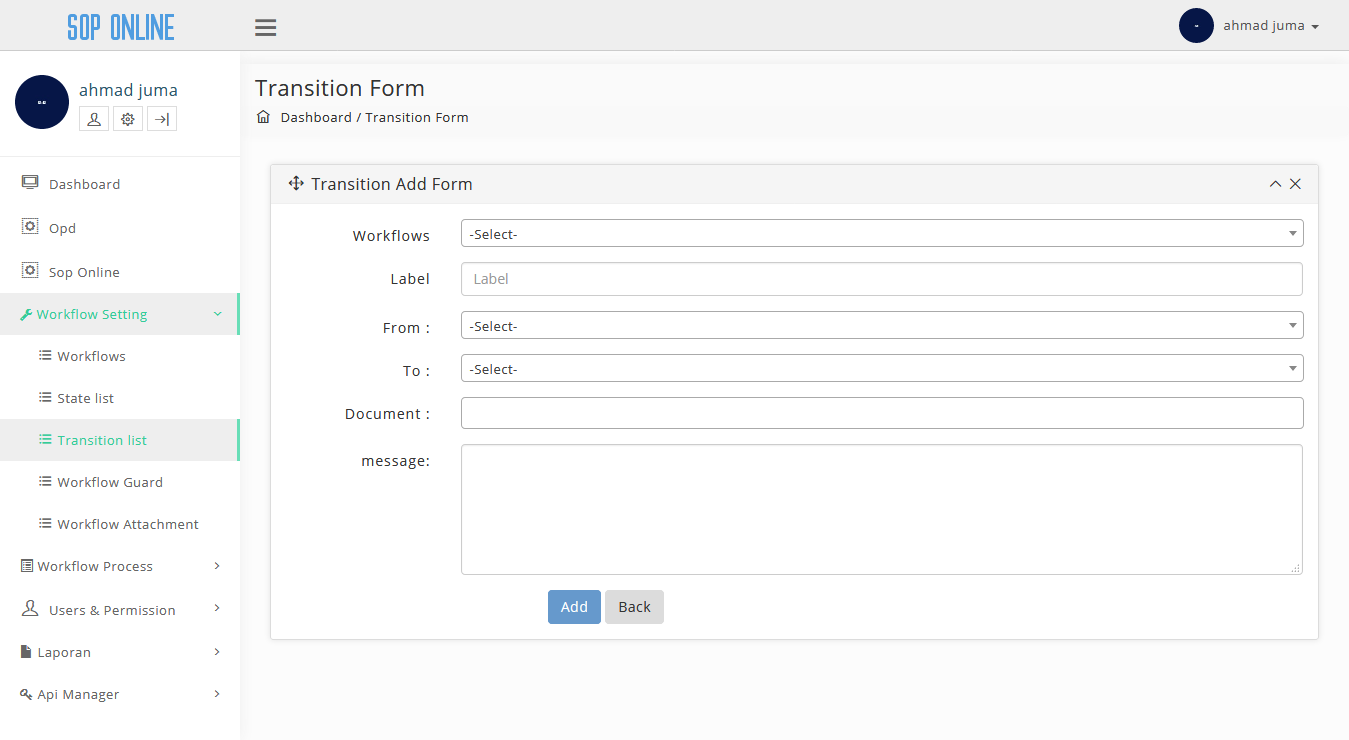 SOP ONLINE
ahmad juma
ahmad juma
Transition Form
Dashboard / Transition Form
Dashboard
Opd
Sop Online
Workflow Setting
Workflows
State list
Transition list
Workflow Guard
Workflow Attachment
Workflow Process
Users & Permission
Laporan
Api Manager
Transition Add Form
Workflows
-Select-
Label
Label
From :
-Select-
To :
-Select-
Document :
message:
Add
Back